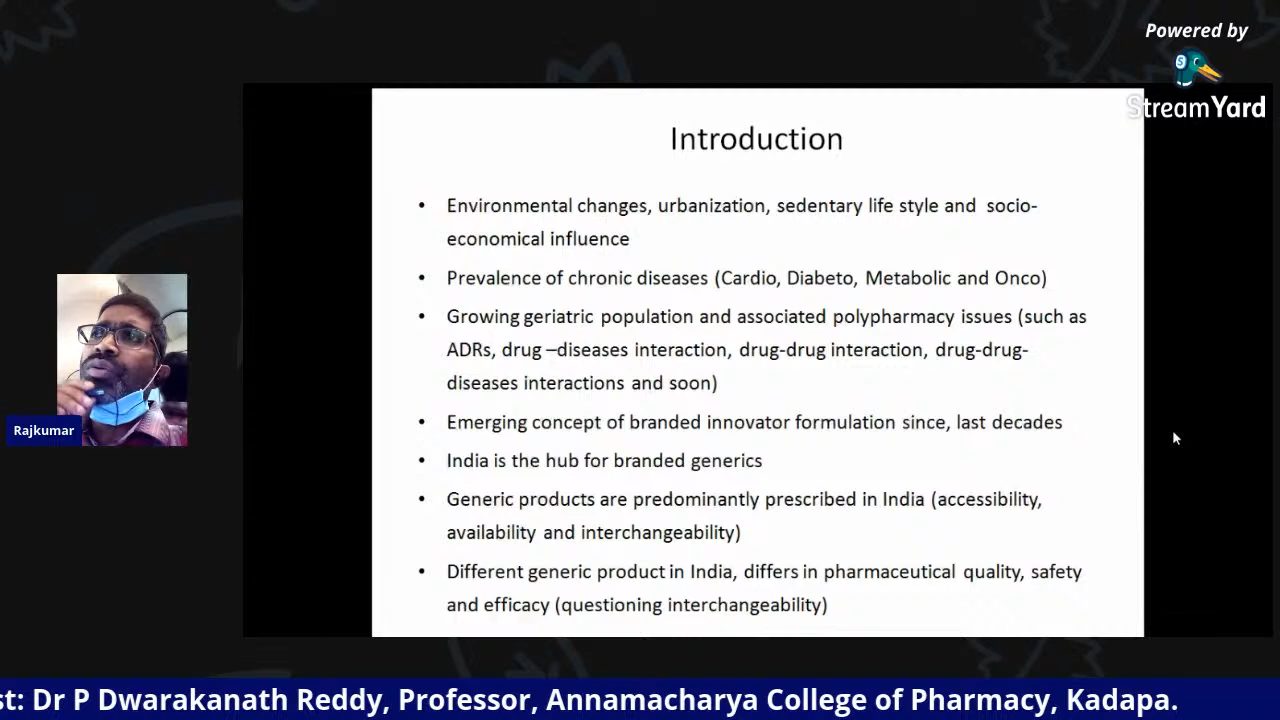 Powered by
StreamYard
Introduction
• Environmental changes, urbanization, sedentary life style and socio-
economical influence
• Prevalence of chronic diseases (Cardio, Diabeto, Metabolic and Onco)
• Growing geriatric population and associated polypharmacy issues (such as
ADRs, drug –diseases interaction, drug-drug interaction, drug-drug-
diseases interactions and soon)
• Emerging concept of branded innovator formulation since, last decades
• India is the hub for branded generics
• Generic products are predominantly prescribed in India (accessibility,
availability and interchangeability)
• Different generic product in India, differs in pharmaceutical quality, safety
and efficacy (questioning interchangeability)
Rajkumar
st: Dr P Dwarakanath Reddy, Professor, Annamacharya College of Pharmacy, Kadapa.